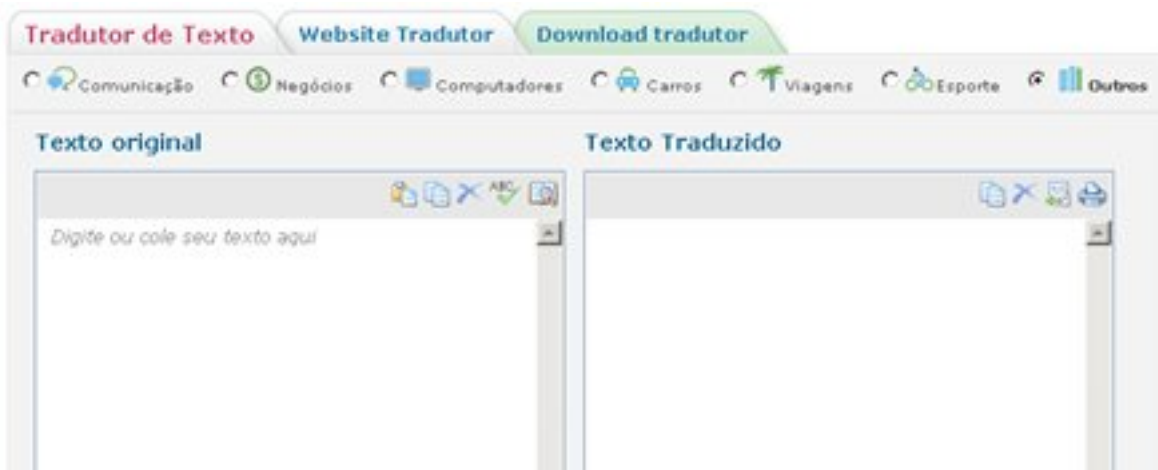 Tradutor de Texto Website Tradutor Download tradutor
Comunicação Negócios Computadores Carros Viagens Esporte Outros
Texto original Texto Traduzido
ABC
Digite ou cole seu texto aqui